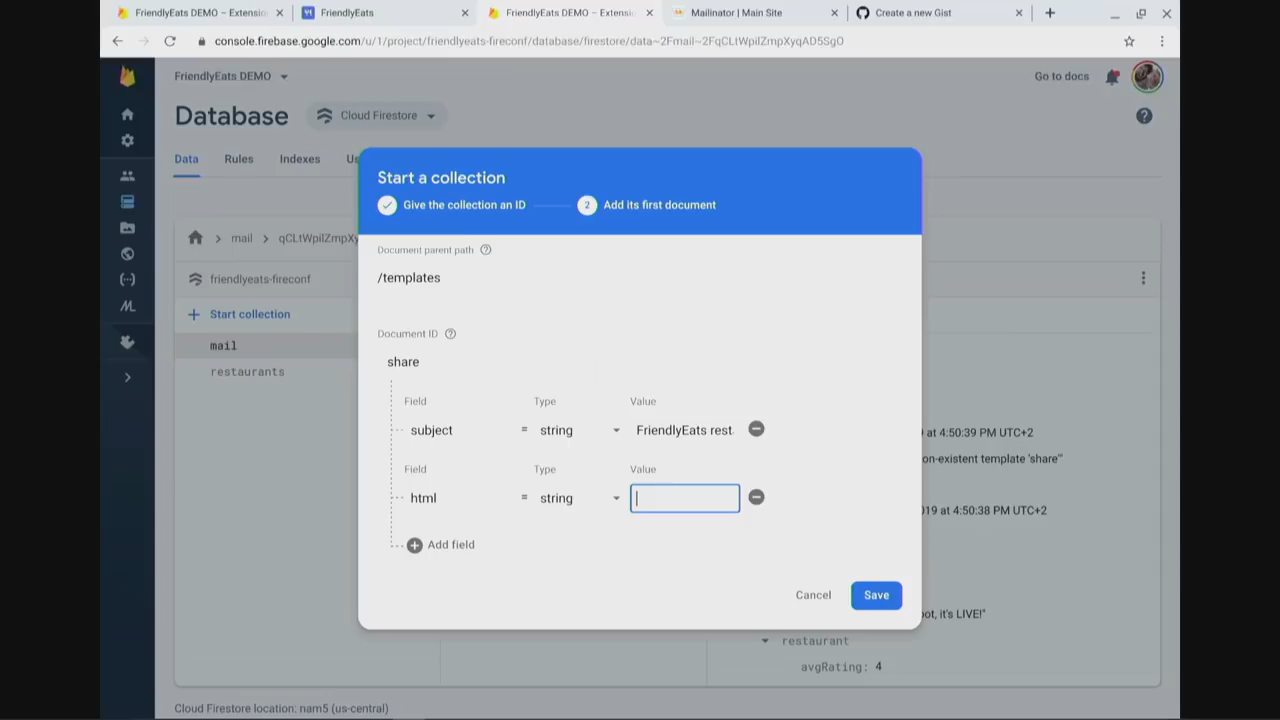 FriendlyEats DEMO – Extensi
FriendlyEats
FriendlyEats DEMO – Extensi
Mailinator | Main Site
Create a new Gist
console.firebase.google.com/u/1/project/friendlyeats-fireconf/database/firestore/data~2Fmail~2FqCLtWpilZmpXyqAD5SgO
FriendlyEats DEMO
Go to docs
Database
Cloud Firestore
Data
Rules
Indexes
Us
Start a collection
Give the collection an ID
2
Add its first document
mail
qCLtWpilZmpXy
Document parent path
/templates
friendlyeats-fireconf
Start collection
mail
restaurants
Document ID
share
Field
Type
Value
subject
=
string
FriendlyEats rest
Field
Type
Value
html
=
string
Add field
at 4:50:39 PM UTC+2
on-existent template 'share'"
19 at 4:50:38 PM UTC+2
Cancel
Save
ot, it's LIVE!"
restaurant
avgRating: 4
Cloud Firestore location: nam5 (us-central)